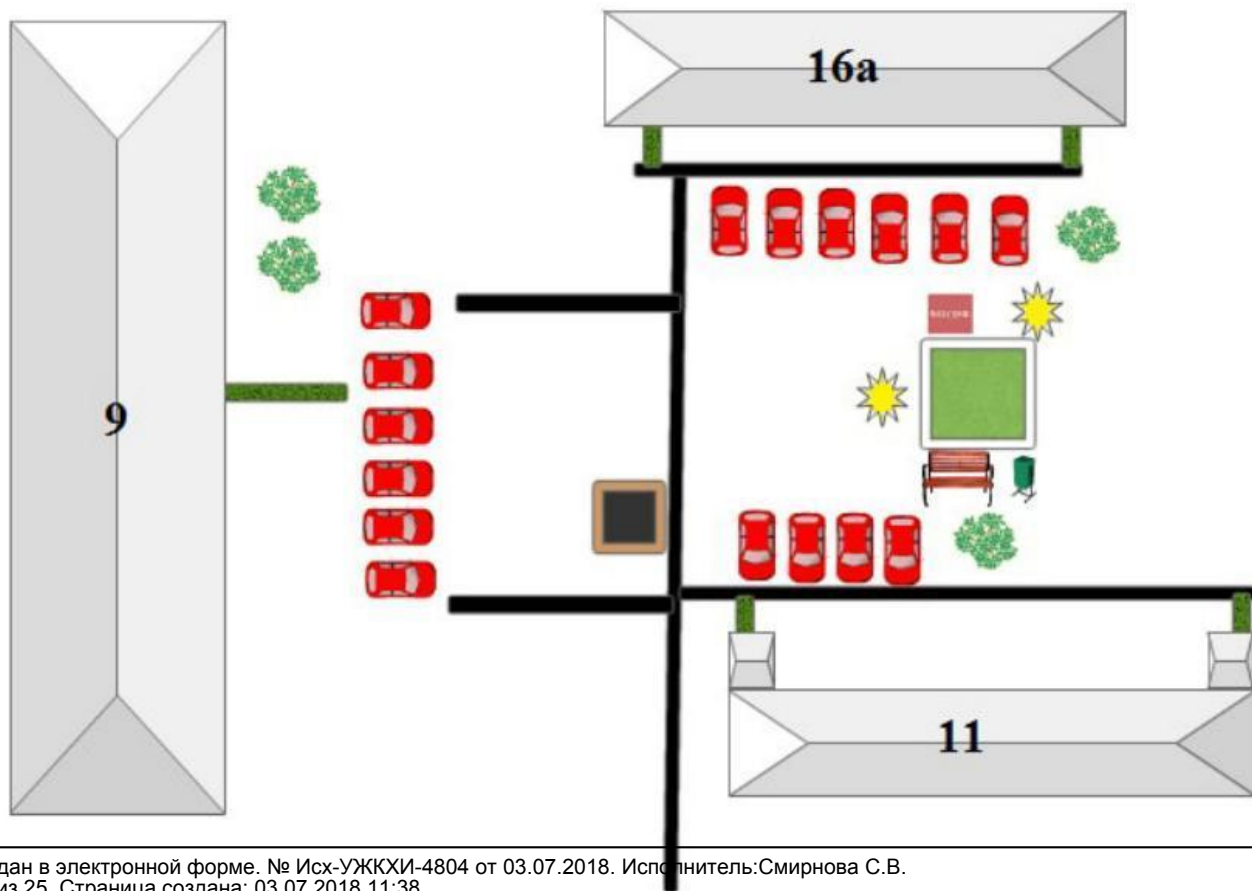 16а
9
11
дан в электронной форме. № Исх-УЖКХИ-4804 от 03.07.2018. Исполнитель:Смирнова С.В.
из 25. Страница создана: 03.07.2018 11:38